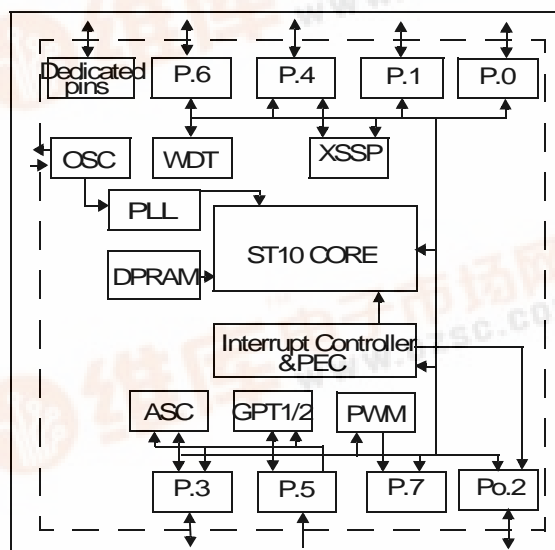 Dedicated
pins
P.6
P.4
P.1
P.0
OSC
WDT
XSSP
PLL
ST10 CORE
DPRAM
Interrupt Controller
&PEC
ASC
GPT1/2
PWM
P.3
P.5
P.7
Po.2